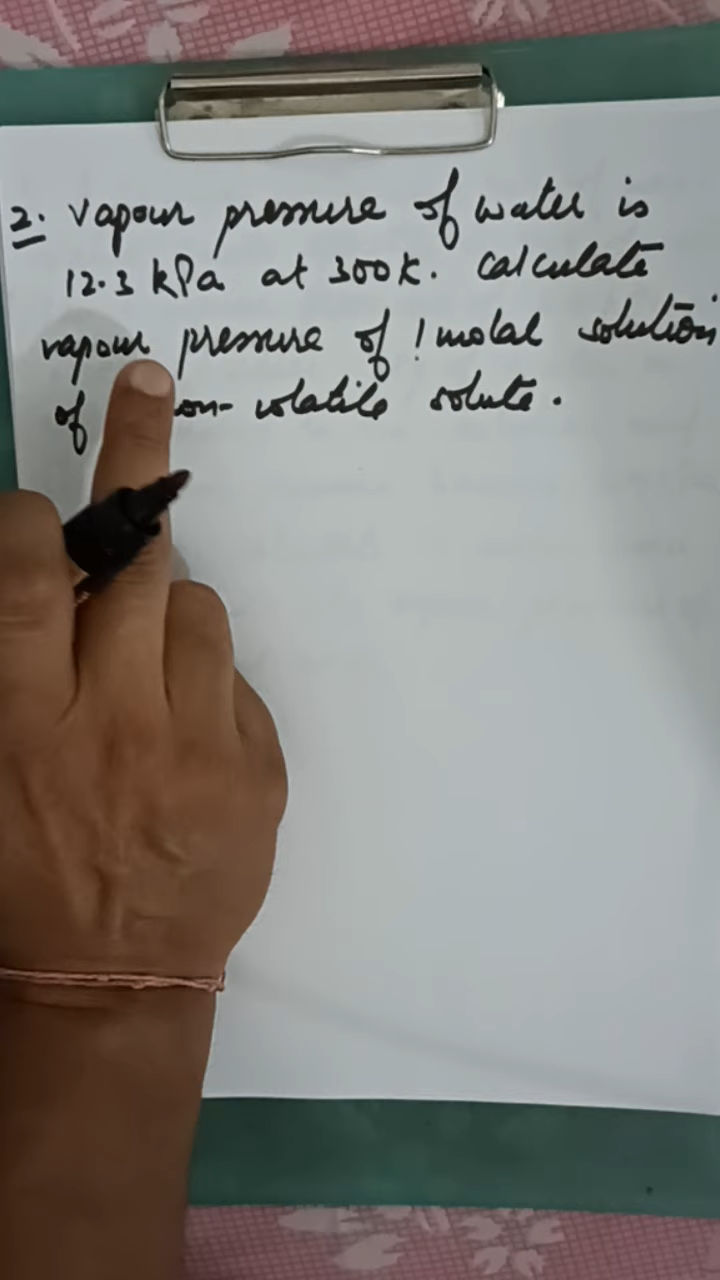 2. vapour pressure of water is
12.3 kPa at 300K. Calculate
vapour pressure of 1 molal solution
of non-volatile solute.